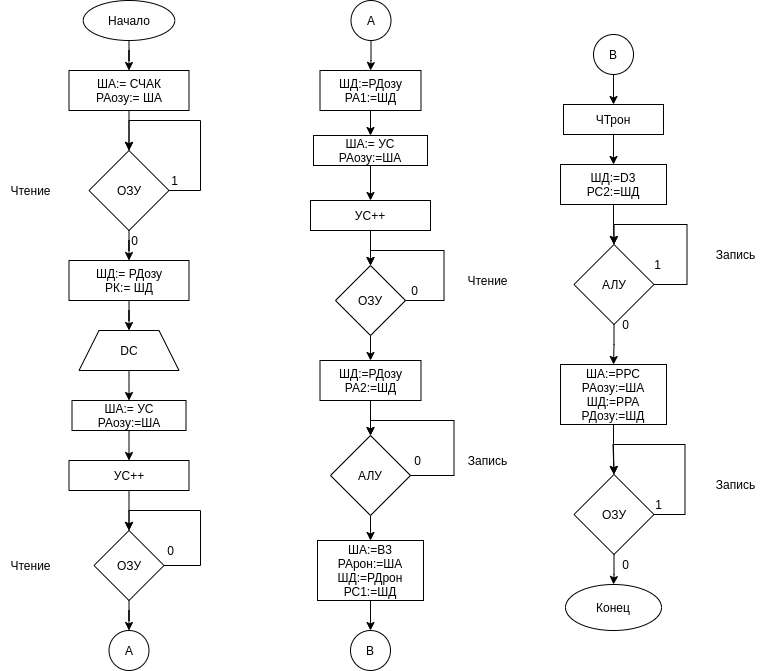 Начало
ША:= СЧАК
РАозу:= ША
Чтение
ОЗУ
1
0
ШД:= РДозу
РК:= ШД
DC
ША:= УС
РАозу:=ША
УС++
Чтение
ОЗУ
0
A
A
ШД:=РДозу
РА1:=ШД
ША:= УС
РАозу:=ША
УС++
ОЗУ
0
Чтение
ШД:=РДозу
РА2:=ШД
АЛУ
0
Запись
ША:=В3
РАрон:=ША
ШД:=РДрон
РС1:=ШД
B
B
ЧТрон
ШД:=D3
РС2:=ШД
АЛУ
1
0
Запись
ША:=РРС
РАозу:=ША
ШД:=РРА
РДозу:=ШД
ОЗУ
1
0
Запись
Конец